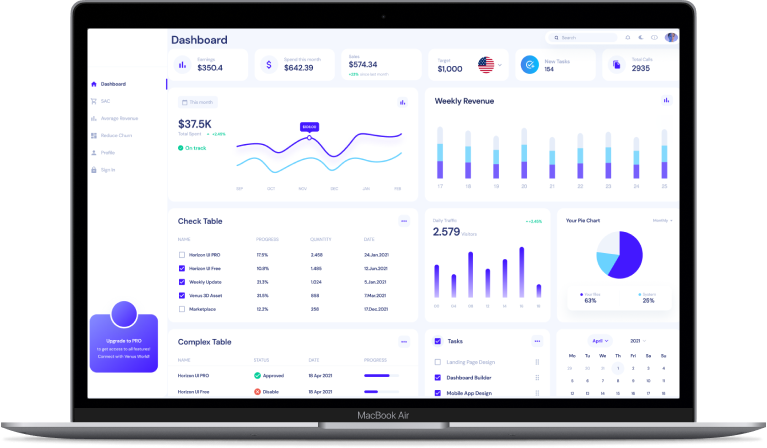 Dashboard
Search
Earnings
$350.4
Spend this month
$642.39
Sales
$574.34
+23% since last month
Target
$1,000
New Tasks
154
Total Calls
2935
Dashboard
SAC
Average Revenue
Reduce Churn
Profile
Sign In
This month
$37.5K
Total Spent +2.45%
On track
SEP OCT NOV DEC JAN FEB
Weekly Revenue
17 18 19 20 21 22 23 24 25
Check Table
NAME PROGRESS QUANTITY DATE
Horizon UI PRO 17.5% 2.458 24.Jan.2021
Horizon UI Free 10.8% 1.485 12.Jun.2021
Weekly Update 21.3% 1.024 5.Jan.2021
Venus 3D Asset 31.5% 858 7.Mar.2021
Marketplace 12.2% 258 17.Dec.2021
Daily Traffic
+2.45%
2.579 Visitors
00 04 08 12 14 16 18
Your Pie Chart
Monthly
Your Files
63%
System
25%
Upgrade to PRO
to get access to all features!
Connect with Venus World!
Complex Table
NAME STATUS DATE PROGRESS
Horizon UI PRO Approved 18 Apr 2021
Horizon UI Free Disable 18 Apr 2021
Tasks
Landing Page Design
Dashboard Builder
Mobile App Design
April 2021
Mo Tu We Th Fr Sa Su
29 30 31 1 2 3 4
5 6 7 8 9 10 11
MacBook Air